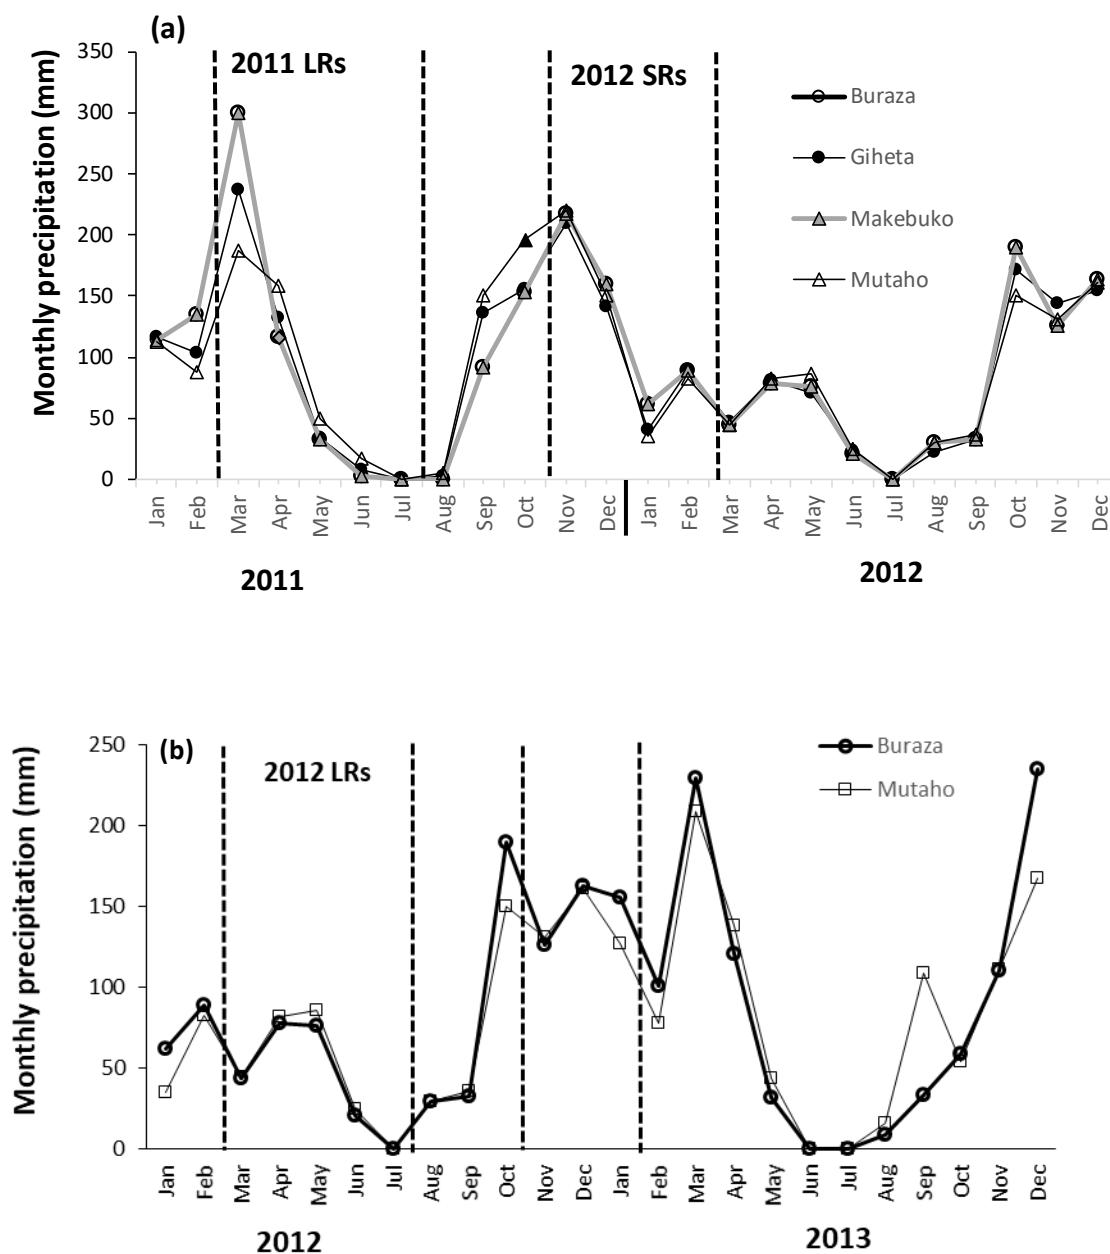 (a)
Monthly precipitation (mm)
350
300
250
200
150
100
50
0
2011 LRs
2012 SRs
Buraza
Giheta
Makebuko
Mutaho
Jan Feb Mar Apr May Jun Jul Aug Sep Oct Nov Dec Jan Feb Mar Apr May Jun Jul Aug Sep Oct Nov Dec
2011 2012
(b)
Monthly precipitation (mm)
250
200
150
100
50
0
2012 LRs
Buraza
Mutaho
Jan Feb Mar Apr May Jun Jul Aug Sep Oct Nov Dec Jan Feb Mar Apr May Jun Jul Aug Sep Oct Nov Dec
2012 2013